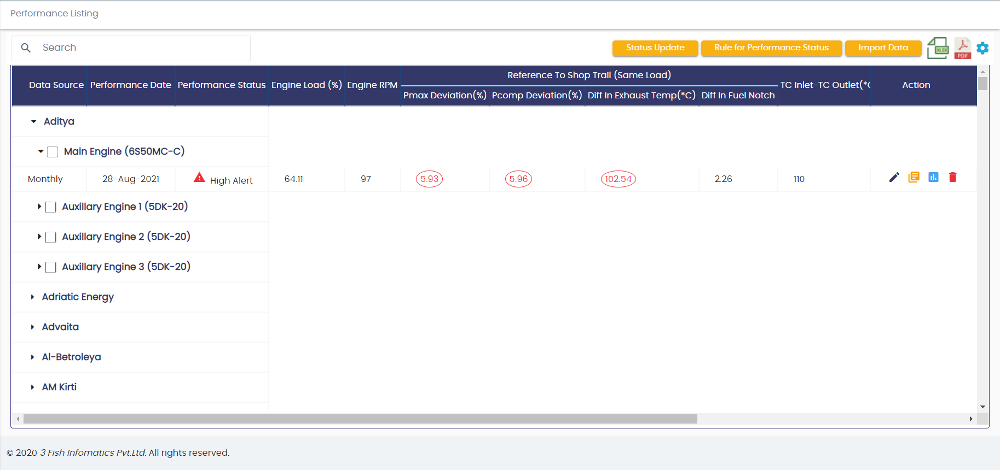 Performance Listing
Search
Status Update
Rule for Performance Status
Import Data
XLSX
PDF
Reference To Shop Trail (Same Load)
Data Source Performance Date Performance Status Engine Load (%) Engine RPM TC Inlet-TC Outlet(*C Action
Pmax Deviation(%) Pcomp Deviation(%) Diff In Exhaust Temp(*C) Diff In Fuel Notch
Aditya
Main Engine (6S50MC-C)
Monthly 28-Aug-2021 High Alert 64.11 97 5.93 5.96 102.54 2.26 110
Auxillary Engine 1 (5DK-20)
Auxillary Engine 2 (5DK-20)
Auxillary Engine 3 (5DK-20)
Adriatic Energy
Advaita
Al-Betroleya
AM Kirti
© 2020 3 Fish Infomatics Pvt.Ltd. All rights reserved.